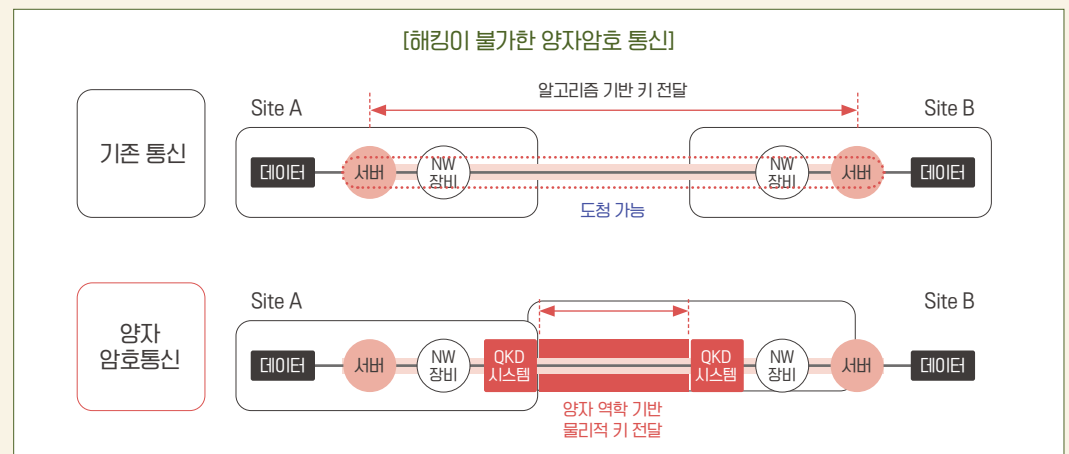 [해킹이 불가한 양자암호 통신]
알고리즘 기반 키 전달
Site A
Site B
기존 통신
데이터
서버
NW
장비
NW
장비
서버
데이터
도청 가능
Site A
Site B
양자
암호통신
데이터
서버
NW
장비
QKD
시스템
QKD
시스템
NW
장비
서버
데이터
양자 역학 기반
물리적 키 전달